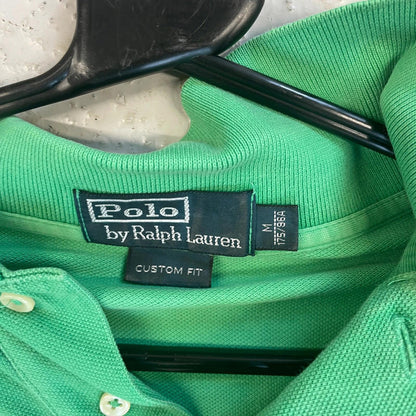 Polo
by Ralph Lauren
M
175/96A
CUSTOM FIT